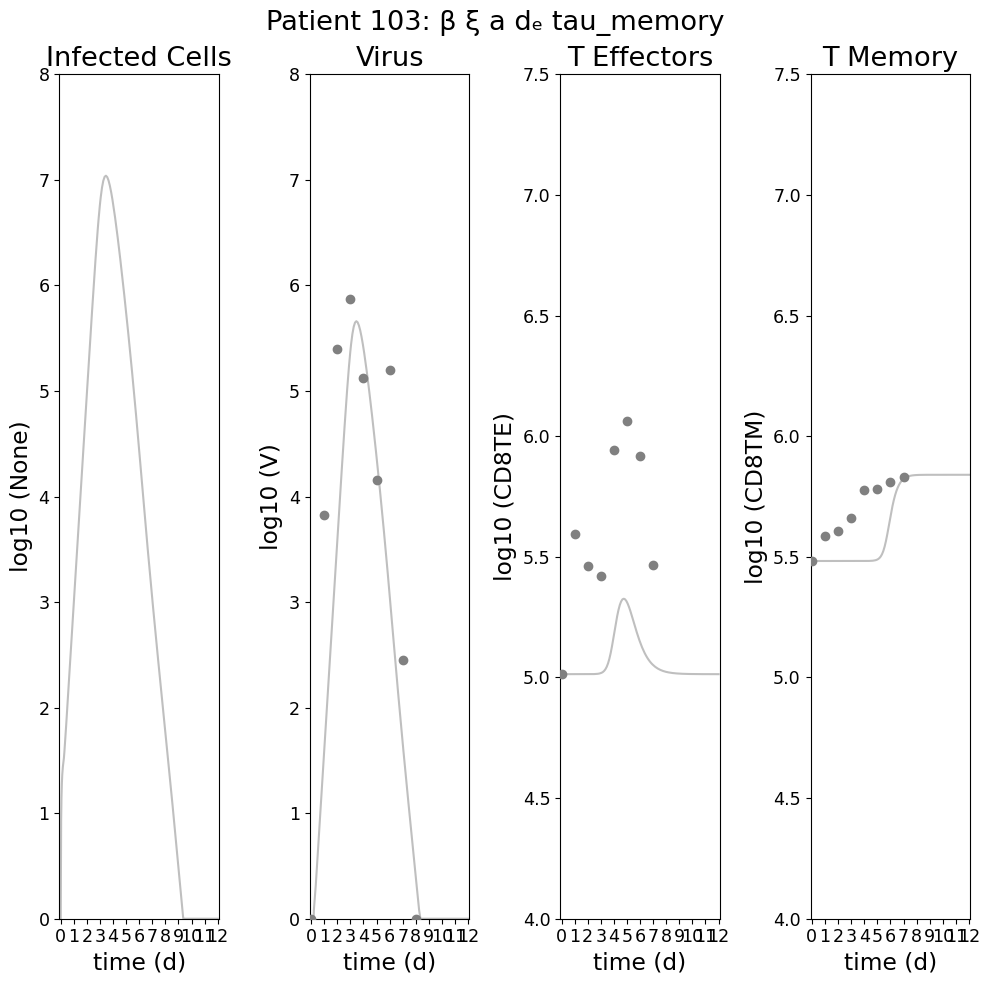 Patient 103: β ξ a dₑ tau_memory
Infected Cells
Virus
T Effectors
T Memory
log10 (None)
8
7
6
5
4
3
2
1
0
0 1 2 3 4 5 6 7 8 9 10 11 12
time (d)
log10 (V)
8
7
6
5
4
3
2
1
0
0 1 2 3 4 5 6 7 8 9 10 11 12
time (d)
log10 (CD8TE)
7.5
7.0
6.5
6.0
5.5
5.0
4.5
4.0
0 1 2 3 4 5 6 7 8 9 10 11 12
time (d)
log10 (CD8TM)
7.5
7.0
6.5
6.0
5.5
5.0
4.5
4.0
0 1 2 3 4 5 6 7 8 9 10 11 12
time (d)